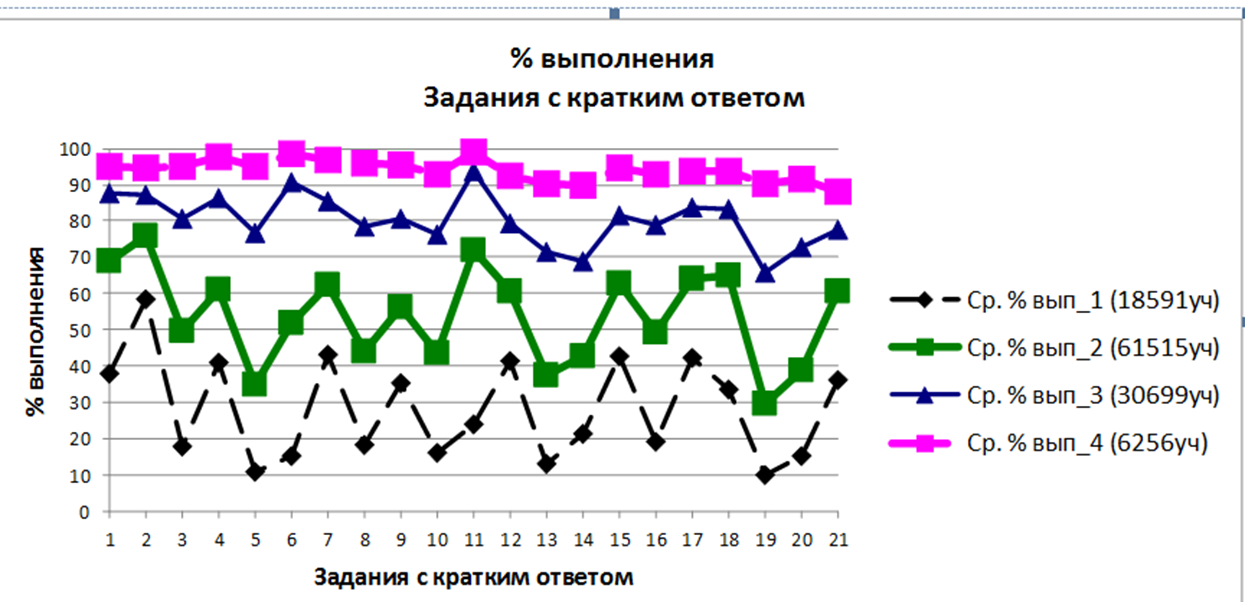 % выполнения
Задания с кратким ответом
% выполнения
100
90
80
70
60
50
40
30
20
10
0
1 2 3 4 5 6 7 8 9 10 11 12 13 14 15 16 17 18 19 20 21
Задания с кратким ответом
Ср. % вып_1 (18591уч)
Ср. % вып_2 (61515уч)
Ср. % вып_3 (30699уч)
Ср. % вып_4 (6256уч)